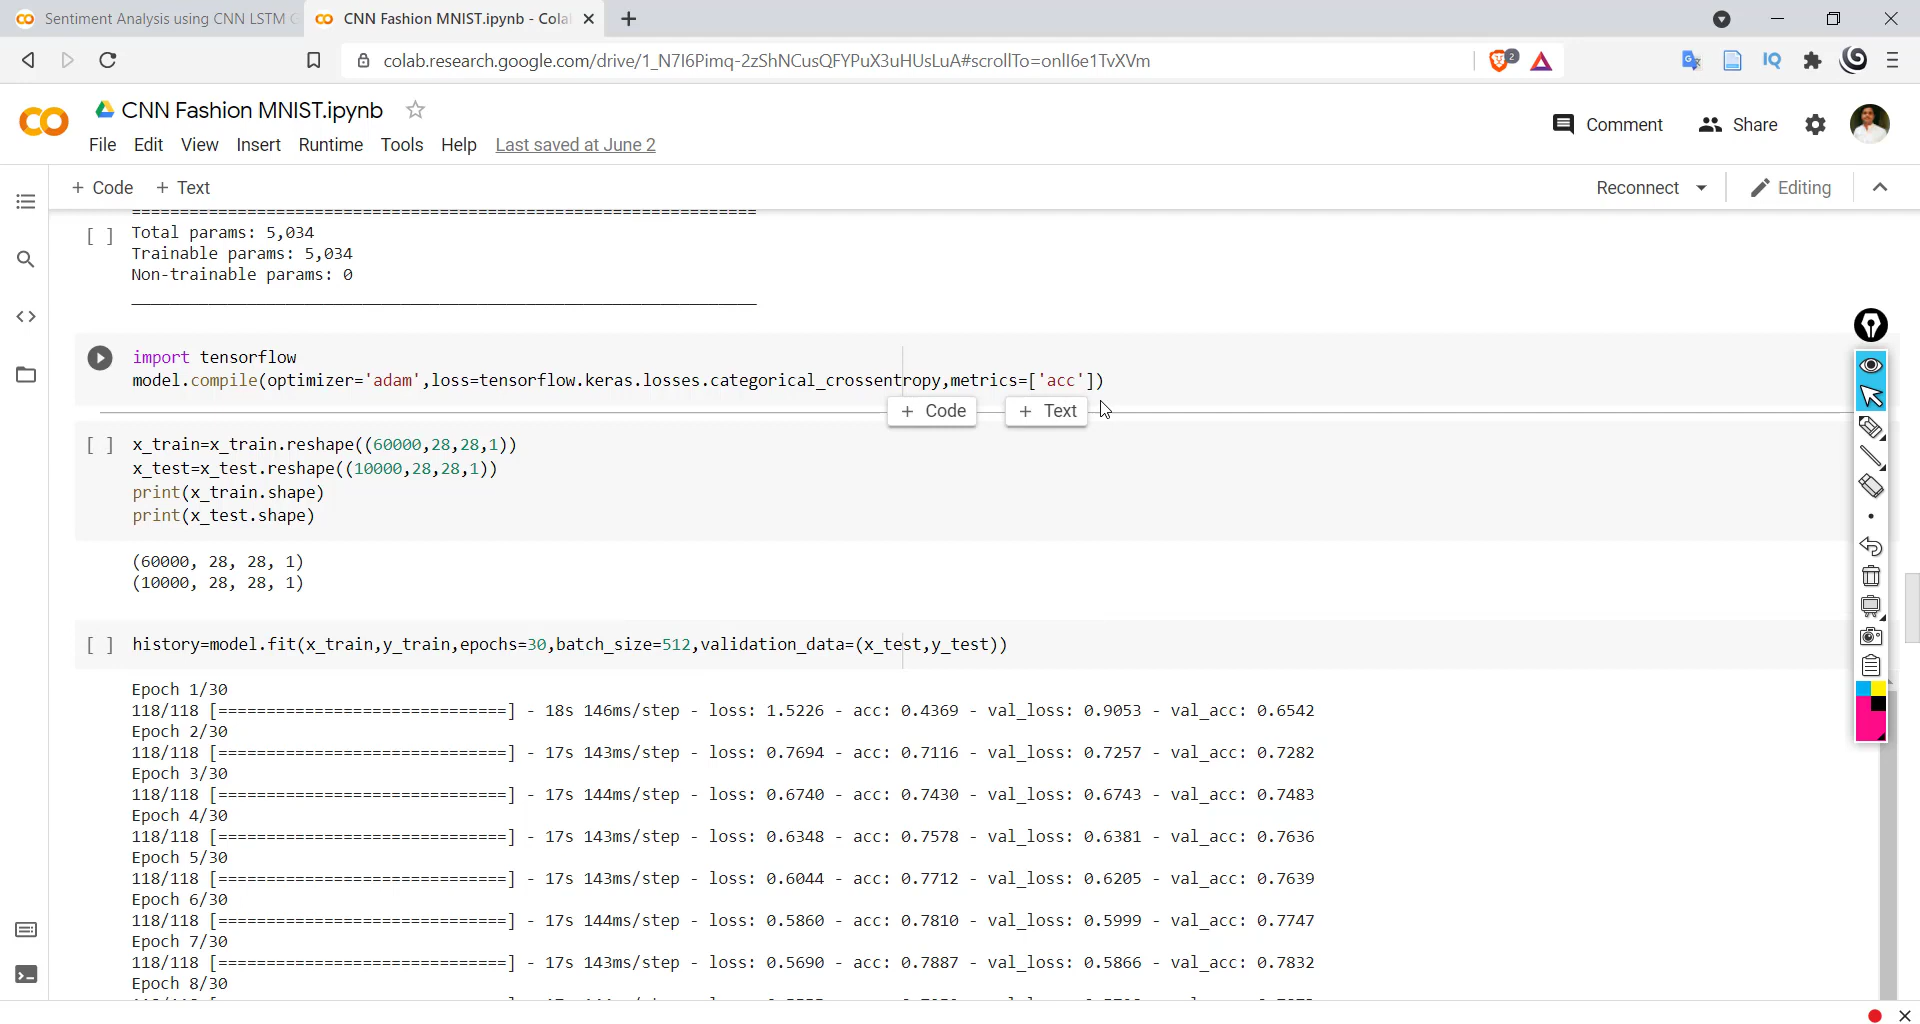 Sentiment Analysis using CNN LSTM
CNN Fashion MNIST.ipynb - Cola
colab.research.google.com/drive/1_N7I6Pimq-2zShNCusQFYPuX3uHUsLuA#scrollTo=onlI6e1TvXVm
2
CNN Fashion MNIST.ipynb
Comment
Share
File Edit View Insert Runtime Tools Help Last saved at June 2
+ Code + Text
Reconnect
Editing
=================================================================
[ ] Total params: 5,034
Trainable params: 5,034
Non-trainable params: 0
_________________________________________________________________
import tensorflow
model.compile(optimizer='adam',loss=tensorflow.keras.losses.categorical_crossentropy,metrics=['acc'])
+ Code + Text
[ ] x_train=x_train.reshape((60000,28,28,1))
x_test=x_test.reshape((10000,28,28,1))
print(x_train.shape)
print(x_test.shape)
(60000, 28, 28, 1)
(10000, 28, 28, 1)
[ ] history=model.fit(x_train,y_train,epochs=30,batch_size=512,validation_data=(x_test,y_test))
Epoch 1/30
118/118 [==============================] - 18s 146ms/step - loss: 1.5226 - acc: 0.4369 - val_loss: 0.9053 - val_acc: 0.6542
Epoch 2/30
118/118 [==============================] - 17s 143ms/step - loss: 0.7694 - acc: 0.7116 - val_loss: 0.7257 - val_acc: 0.7282
Epoch 3/30
118/118 [==============================] - 17s 144ms/step - loss: 0.6740 - acc: 0.7430 - val_loss: 0.6743 - val_acc: 0.7483
Epoch 4/30
118/118 [==============================] - 17s 143ms/step - loss: 0.6348 - acc: 0.7578 - val_loss: 0.6381 - val_acc: 0.7636
Epoch 5/30
118/118 [==============================] - 17s 143ms/step - loss: 0.6044 - acc: 0.7712 - val_loss: 0.6205 - val_acc: 0.7639
Epoch 6/30
118/118 [==============================] - 17s 144ms/step - loss: 0.5860 - acc: 0.7810 - val_loss: 0.5999 - val_acc: 0.7747
Epoch 7/30
118/118 [==============================] - 17s 143ms/step - loss: 0.5690 - acc: 0.7887 - val_loss: 0.5866 - val_acc: 0.7832
Epoch 8/30